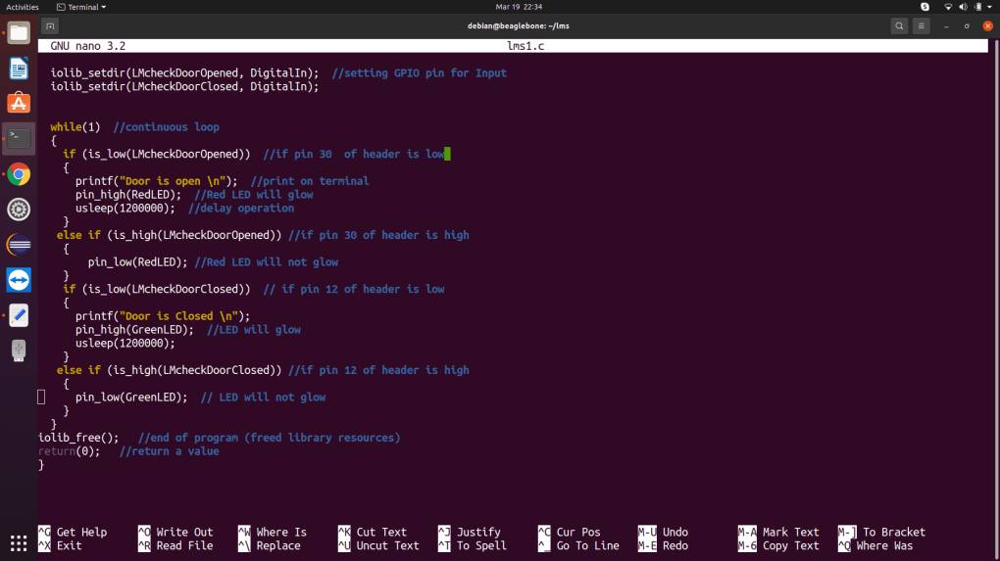 Activities Terminal Mar 19 22:34
debian@beaglebone: ~/lms
GNU nano 3.2 lms1.c
iolib_setdir(LMcheckDoorOpened, DigitalIn); //setting GPIO pin for Input
iolib_setdir(LMcheckDoorClosed, DigitalIn);
while(1) //continuous loop
{
if (is_low(LMcheckDoorOpened)) //if pin 30 of header is low
{
printf("Door is open \n"); //print on terminal
pin_high(RedLED); //Red LED will glow
usleep(1200000); //delay operation
}
else if (is_high(LMcheckDoorOpened)) //if pin 30 of header is high
{
pin_low(RedLED); //Red LED will not glow
}
if (is_low(LMcheckDoorClosed)) // if pin 12 of header is low
{
printf("Door is Closed \n");
pin_high(GreenLED); //LED will glow
usleep(1200000);
}
else if (is_high(LMcheckDoorClosed)) //if pin 12 of header is high
{
pin_low(GreenLED); // LED will not glow
}
}
iolib_free(); //end of program (freed library resources)
return(0); //return a value
}
^G Get Help ^O Write Out ^W Where Is ^K Cut Text ^J Justify ^C Cur Pos M-U Undo M-A Mark Text M-] To Bracket
^X Exit ^R Read File ^\ Replace ^U Uncut Text ^T To Spell ^_ Go To Line M-E Redo M-6 Copy Text ^Q Where Was